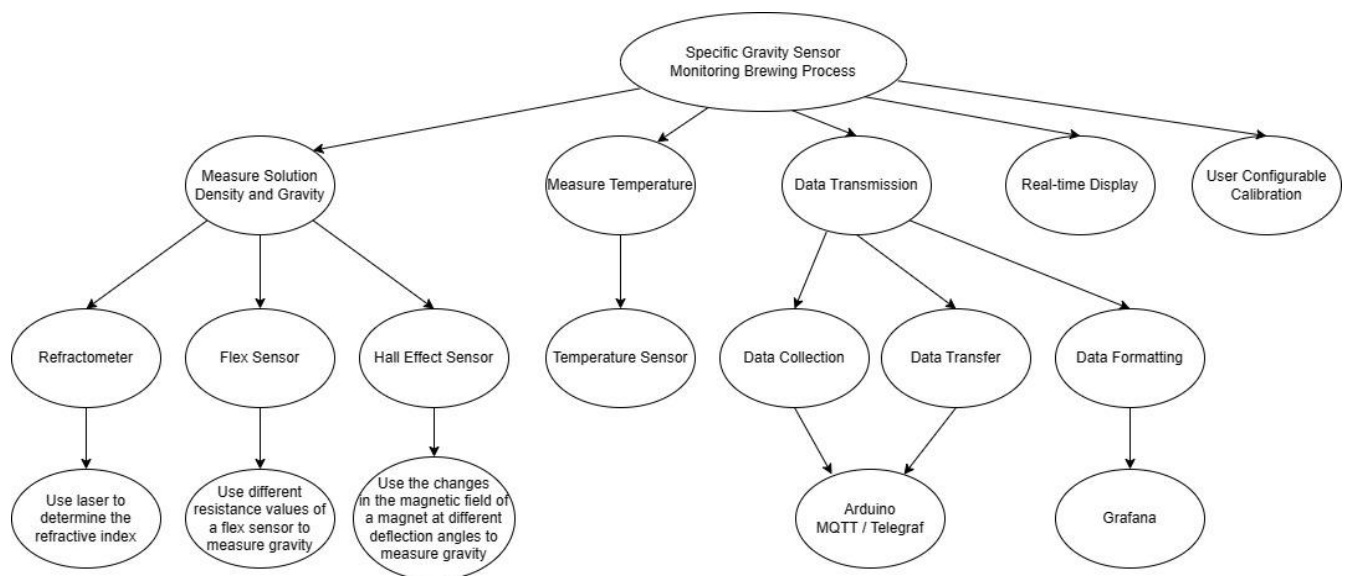 Specific Gravity Sensor
Monitoring Brewing Process
Measure Solution
Density and Gravity
Measure Temperature
Data Transmission
Real-time Display
User Configurable
Calibration
Refractometer
Flex Sensor
Hall Effect Sensor
Temperature Sensor
Data Collection
Data Transfer
Data Formatting
Use laser to
determine the
refractive index
Use different
resistance values of
a flex sensor to
measure gravity
Use the changes
in the magnetic field of
a magnet at different
deflection angles to
measure gravity
Arduino
MQTT / Telegraf
Grafana